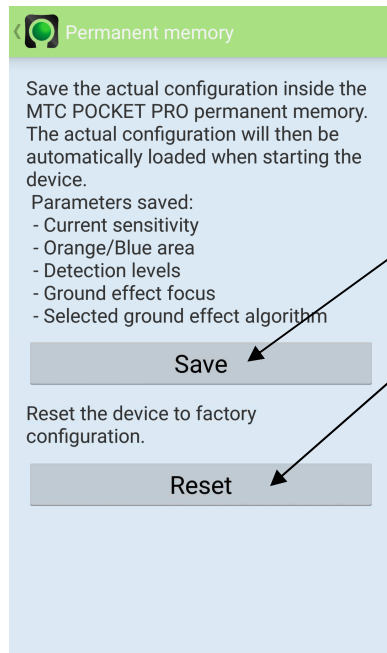 Permanent memory
Save the actual configuration inside the
MTC POCKET PRO permanent memory.
The actual configuration will then be
automatically loaded when starting the
device.
Parameters saved:
- Current sensitivity
- Orange/Blue area
- Detection levels
- Ground effect focus
- Selected ground effect algorithm
Save
Reset the device to factory
configuration.
Reset